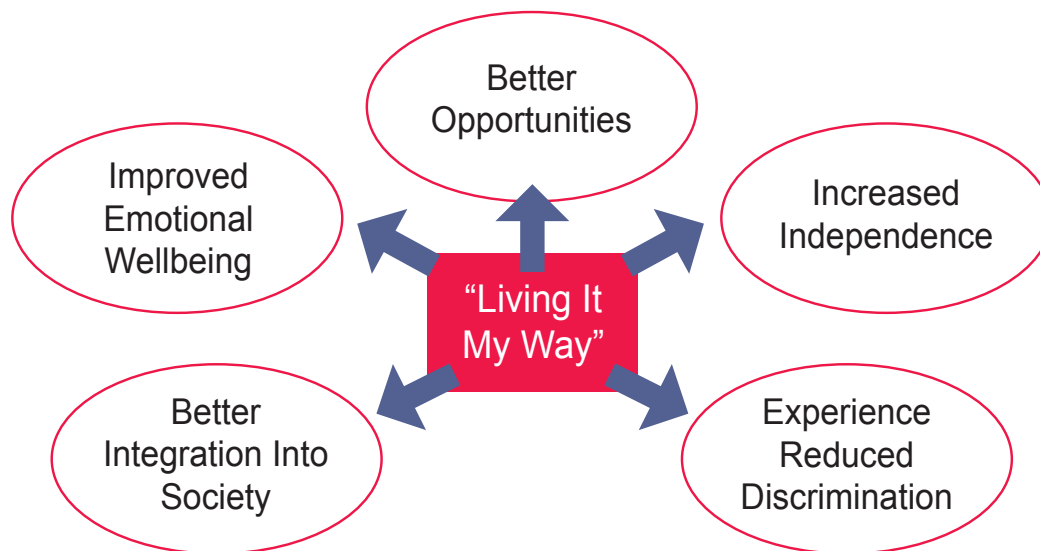 Better
Opportunities
Improved
Emotional
Wellbeing
Increased
Independence
“Living It
My Way”
Better
Integration Into
Society
Experience
Reduced
Discrimination